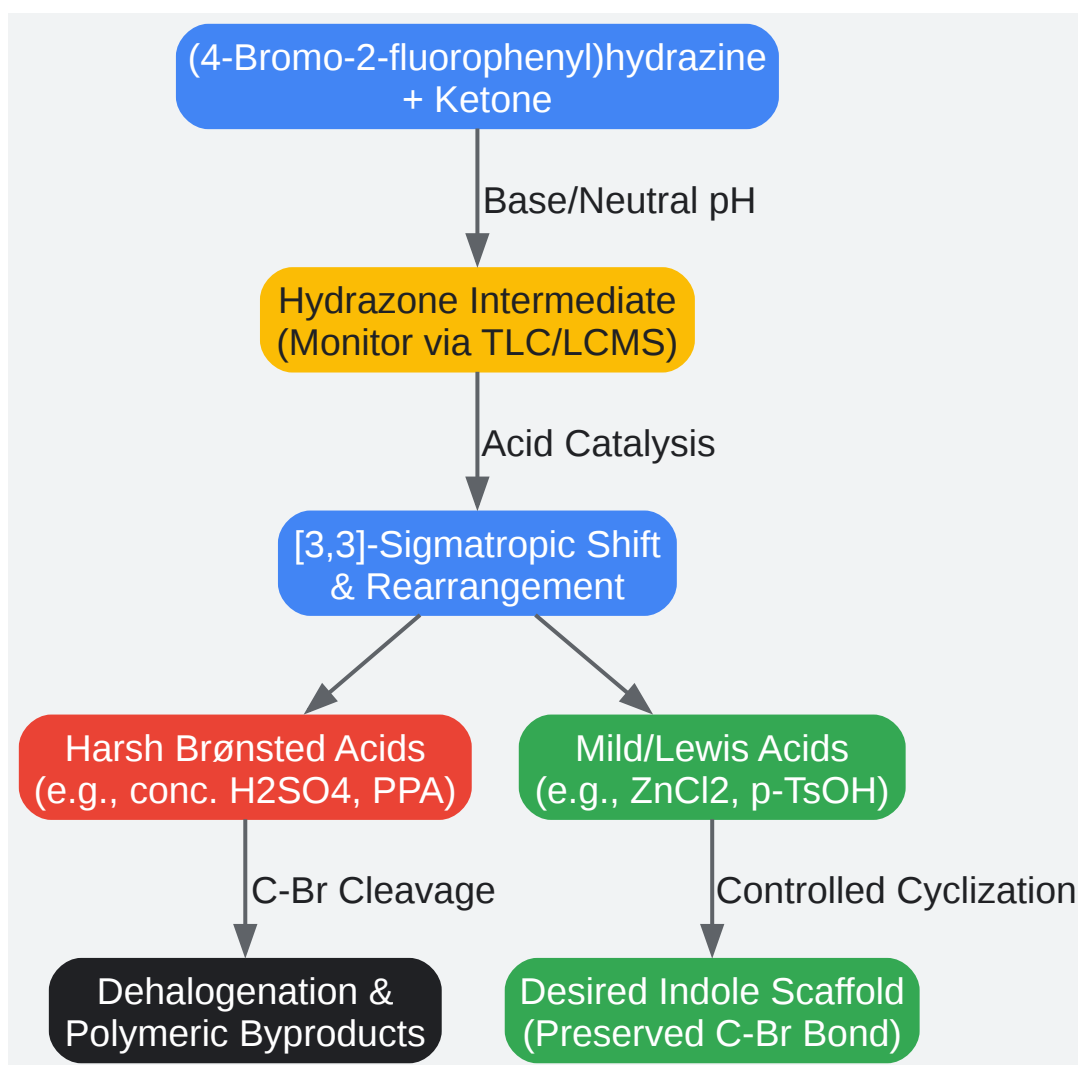 (4-Bromo-2-fluorophenyl)hydrazine
+ Ketone
Base/Neutral pH
Hydrazone Intermediate
(Monitor via TLC/LCMS)
Acid Catalysis
[3,3]-Sigmatropic Shift
& Rearrangement
Harsh Brønsted Acids
(e.g., conc. H2SO4, PPA)
Mild/Lewis Acids
(e.g., ZnCl2, p-TsOH)
C-Br Cleavage
Controlled Cyclization
Dehalogenation &
Polymeric Byproducts
Desired Indole Scaffold
(Preserved C-Br Bond)